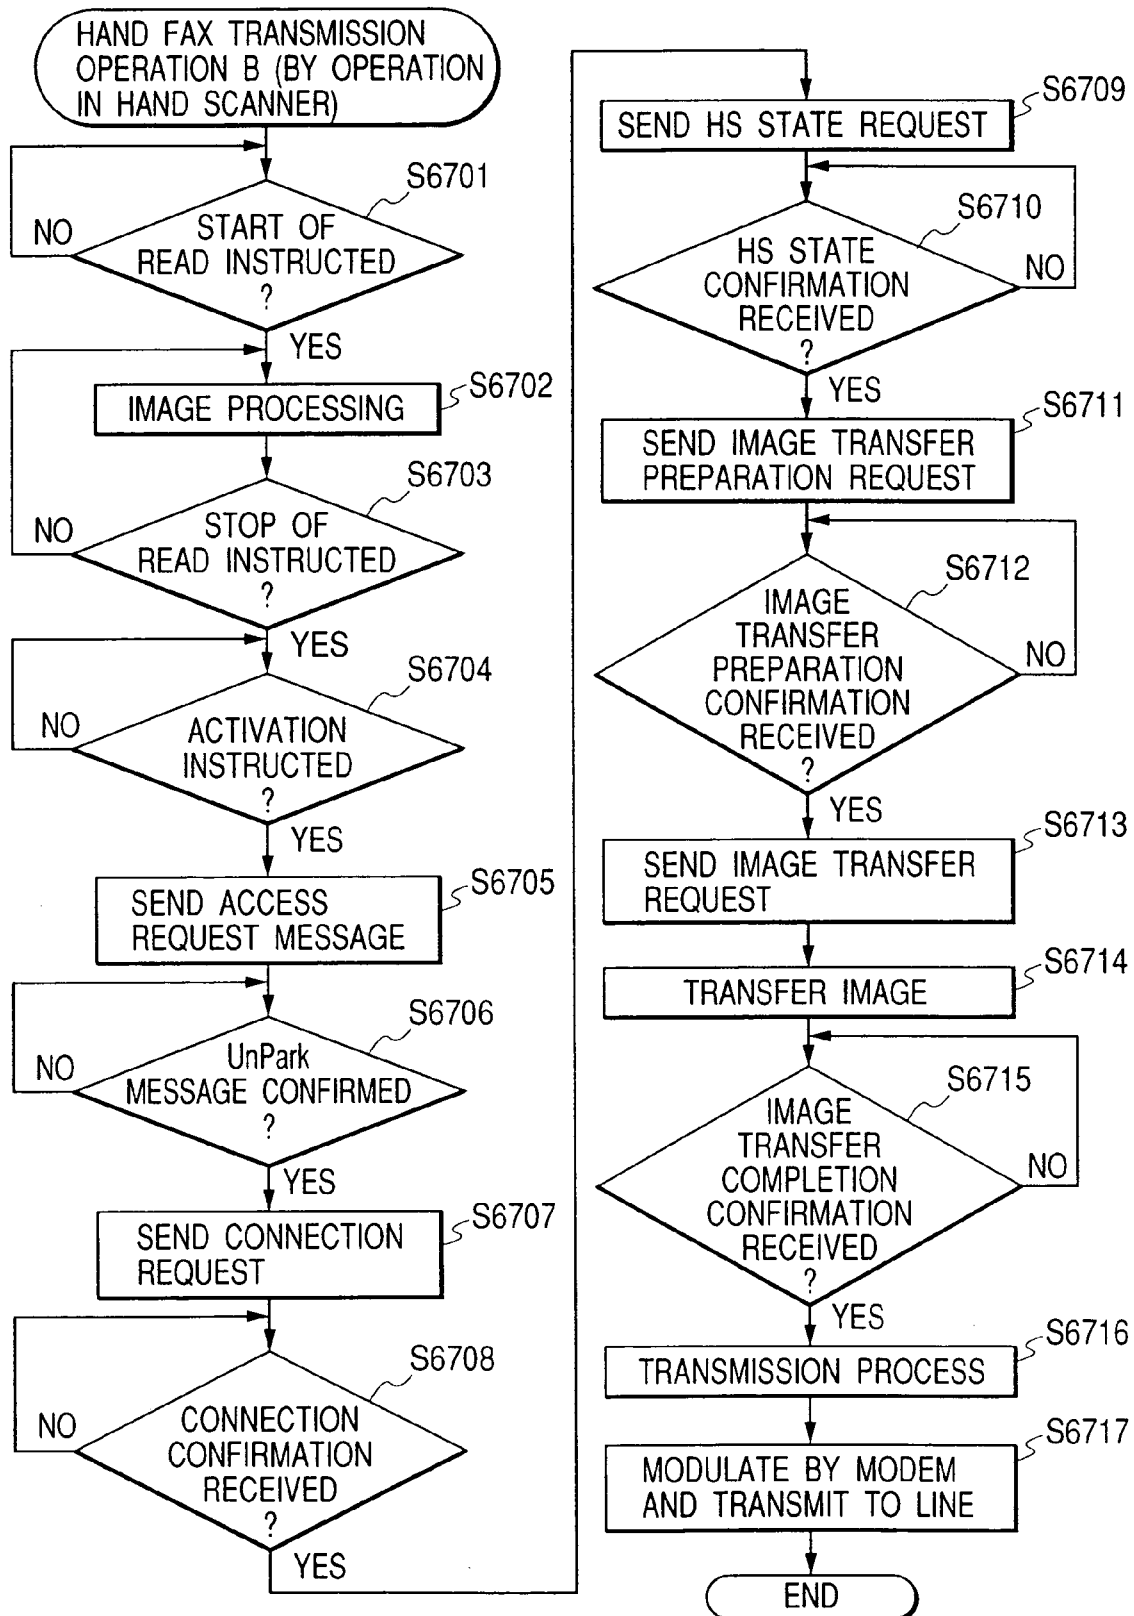 HAND FAX TRANSMISSION
OPERATION B (BY OPERATION
IN HAND SCANNER)
S6701
NO
START OF
READ INSTRUCTED
?
YES
S6702
IMAGE PROCESSING
S6703
NO
STOP OF
READ INSTRUCTED
?
YES
S6704
NO
ACTIVATION
INSTRUCTED
?
YES
S6705
SEND ACCESS
REQUEST MESSAGE
S6706
NO
UnPark
MESSAGE CONFIRMED
?
YES
S6707
SEND CONNECTION
REQUEST
S6708
NO
CONNECTION
CONFIRMATION
RECEIVED
?
YES
S6709
SEND HS STATE REQUEST
S6710
HS STATE
CONFIRMATION
RECEIVED
?
NO
YES
S6711
SEND IMAGE TRANSFER
PREPARATION REQUEST
S6712
IMAGE
TRANSFER
PREPARATION
CONFIRMATION
RECEIVED
?
NO
YES
S6713
SEND IMAGE TRANSFER
REQUEST
S6714
TRANSFER IMAGE
S6715
IMAGE
TRANSFER
COMPLETION
CONFIRMATION
RECEIVED
?
NO
YES
S6716
TRANSMISSION PROCESS
S6717
MODULATE BY MODEM
AND TRANSMIT TO LINE
END